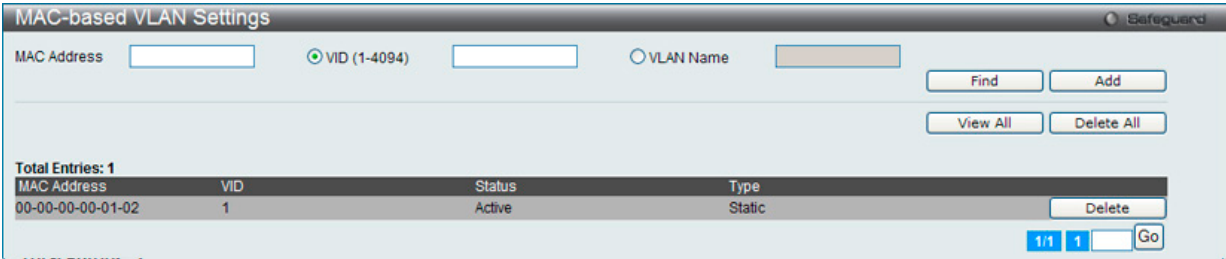 MAC-based VLAN Settings
Safeguard
MAC Address VID (1-4094) VLAN Name
Find Add
View All Delete All
Total Entries: 1
MAC Address VID Status Type
00-00-00-00-01-02 1 Active Static Delete
1/1 1 Go